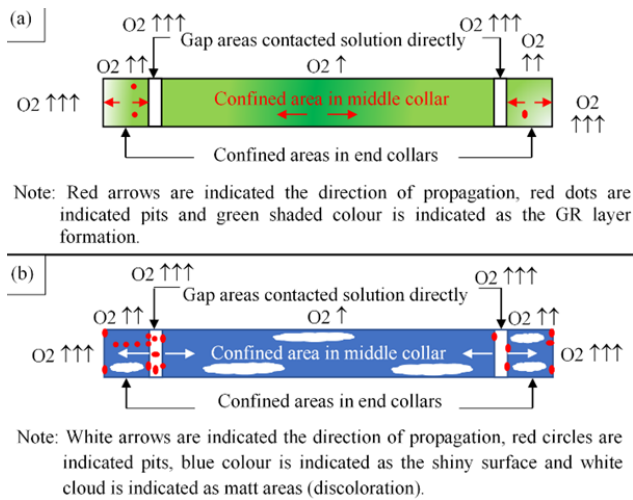 (a)
O2 ↑↑↑
O2 ↑↑↑
O2
↑↑
Gap areas contacted solution directly
O2 ↑↑
O2 ↑
O2 ↑↑↑
Confined area in middle collar
O2
↑↑↑
Confined areas in end collars
Note: Red arrows are indicated the direction of propagation, red dots are
indicated pits and green shaded colour is indicated as the GR layer
formation.
(b)
O2 ↑↑↑
O2 ↑↑↑
Gap areas contacted solution directly
O2 ↑↑
O2 ↑
O2 ↑↑
O2 ↑↑↑
Confined area in middle collar
O2 ↑↑↑
Confined areas in end collars
Note: White arrows are indicated the direction of propagation, red circles are
indicated pits, blue colour is indicated as the shiny surface and white
cloud is indicated as matt areas (discoloration).